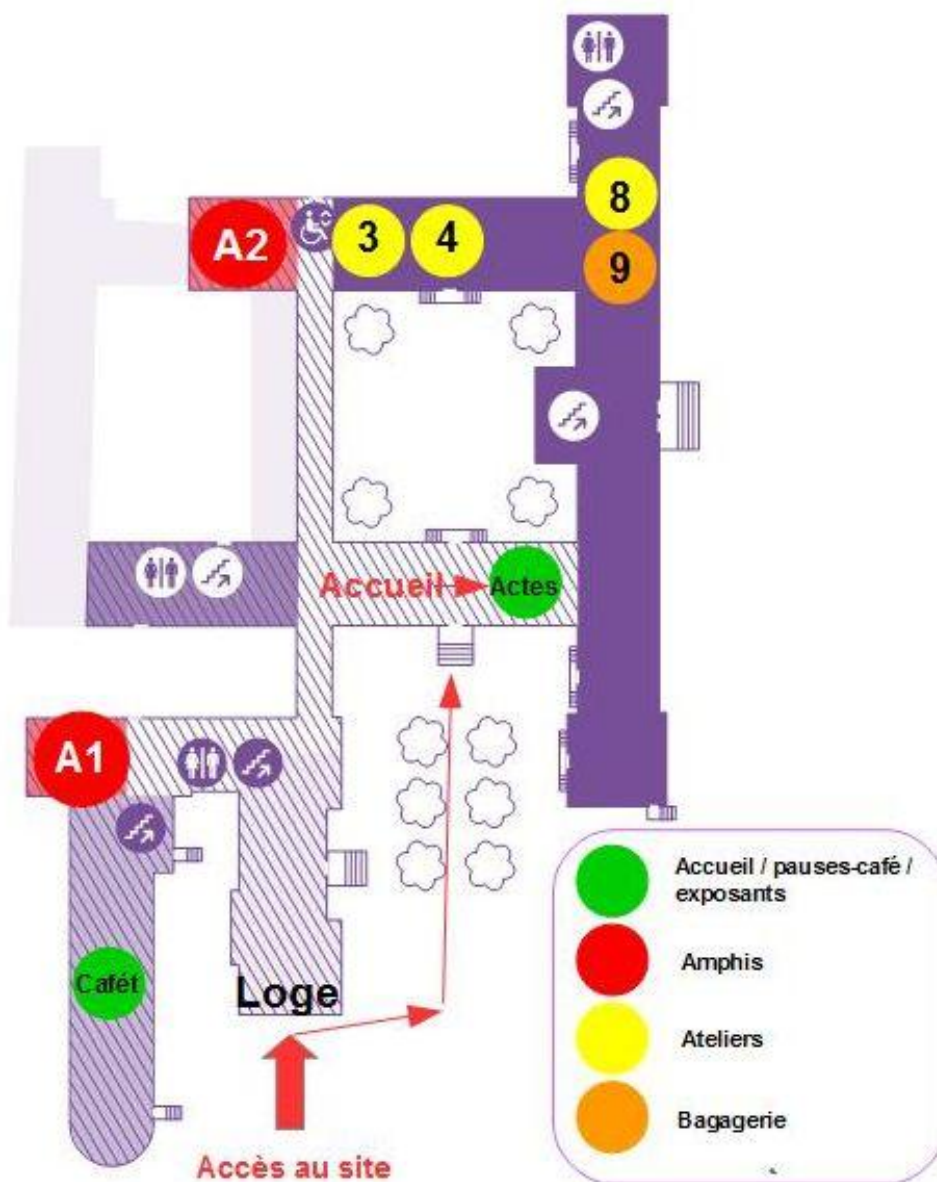 A2
3
4
8
9
Accueil
Actes
A1
Cafét
Loge
Accès au site
Accueil / pauses-café /
exposants
Amphis
Ateliers
Bagagerie